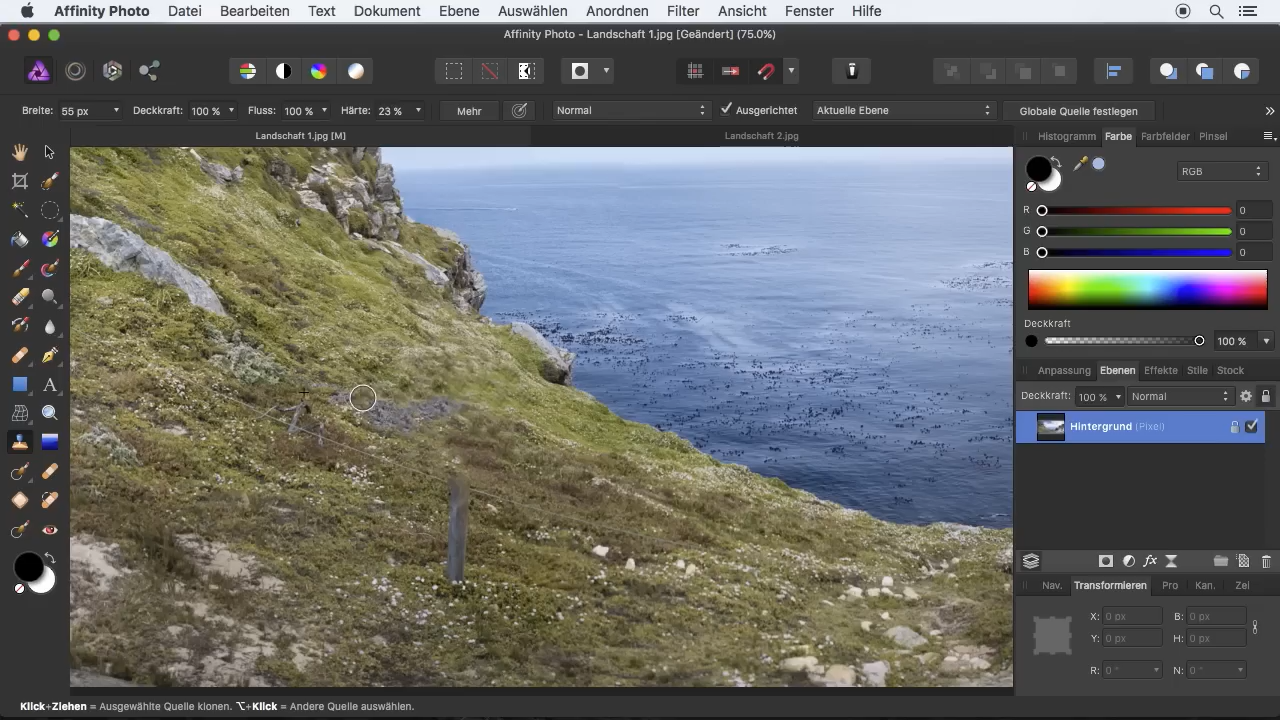 Affinity Photo Datei Bearbeiten Text Dokument Ebene Auswählen Anordnen Filter Ansicht Fenster Hilfe
Affinity Photo - Landschaft 1.jpg [Geändert] (75.0%)
Breite: 55 px Deckkraft: 100 % Fluss: 100 % Härte: 23 % Mehr Normal Ausgerichtet Aktuelle Ebene Globale Quelle festlegen
Landschaft 1.jpg [M] Landschaft 2.jpg
Histogramm Farbe Farbfelder Pinsel
RGB
R 0
G 0
B 0
Deckkraft
100 %
Anpassung Ebenen Effekte Stile Stock
Deckkraft: 100 % Normal
Hintergrund (Pixel)
Nav. Transformieren Pro Kan. Zel
X: 0 px B: 0 px
Y: 0 px H: 0 px
R: 0 ° N: 0 °
Klick+Ziehen = Ausgewählte Quelle klonen. ⌥+Klick = Andere Quelle auswählen.